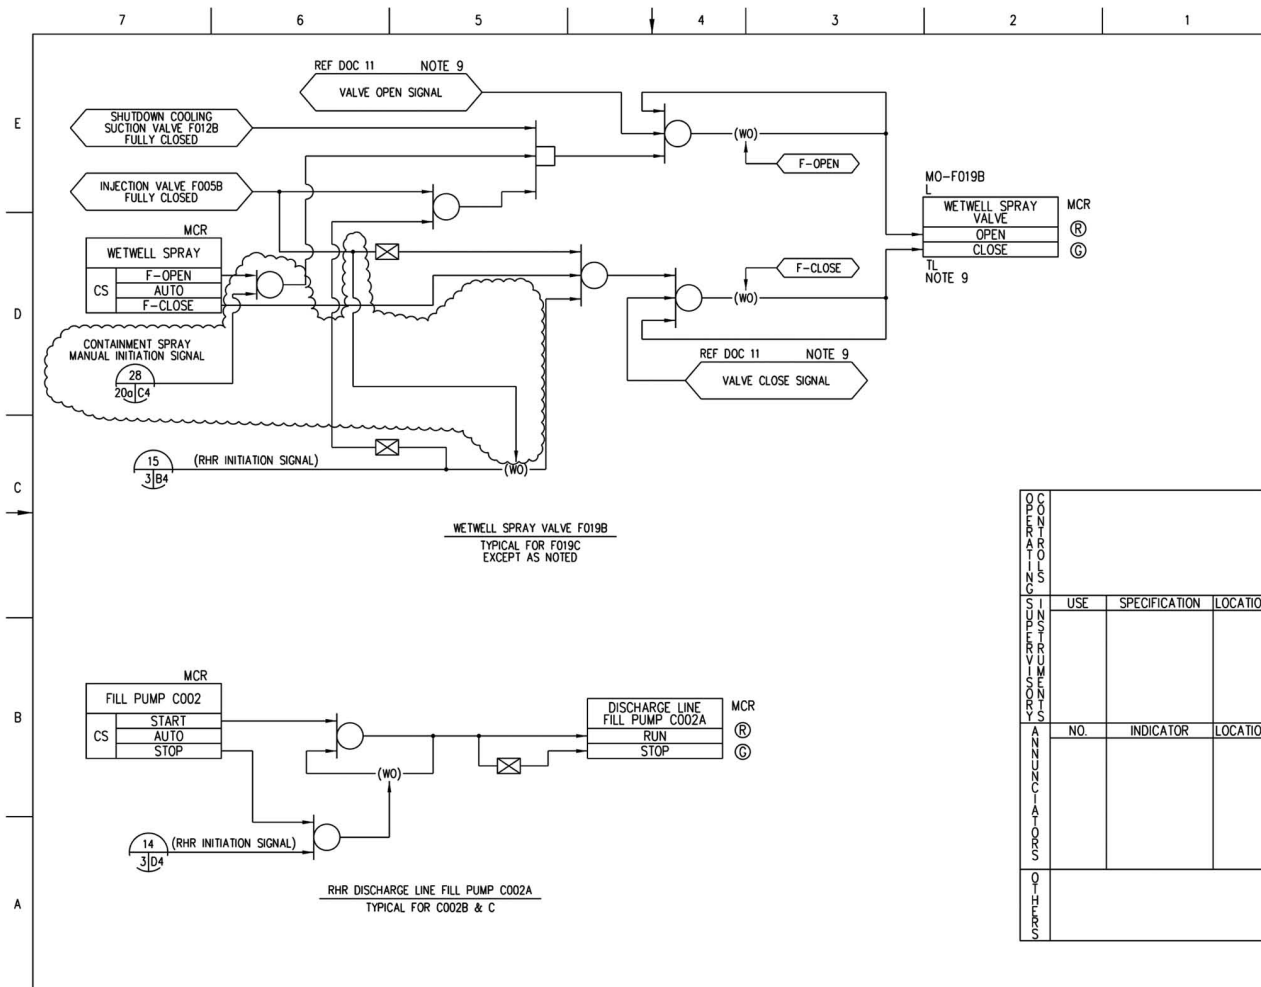 7 6 5 4 3 2 1
E
D
C
B
A
REF DOC 11 NOTE 9
VALVE OPEN SIGNAL
SHUTDOWN COOLING
SUCTION VALVE F012B
FULLY CLOSED
INJECTION VALVE F005B
FULLY CLOSED
MCR
WETWELL SPRAY
CS
F-OPEN
AUTO
F-CLOSE
CONTAINMENT SPRAY
MANUAL INITIATION SIGNAL
28
20a C4
15
3 B4
(RHR INITIATION SIGNAL)
(WO)
(WO)
F-OPEN
F-CLOSE
(WO)
REF DOC 11 NOTE 9
VALVE CLOSE SIGNAL
MO-F019B
L
WETWELL SPRAY
VALVE
OPEN
CLOSE
MCR
R
G
TL
NOTE 9
WETWELL SPRAY VALVE F019B
TYPICAL FOR F019C
EXCEPT AS NOTED
MCR
FILL PUMP C002
CS
START
AUTO
STOP
(WO)
14
3 D4
(RHR INITIATION SIGNAL)
DISCHARGE LINE
FILL PUMP C002A
RUN
STOP
MCR
R
G
RHR DISCHARGE LINE FILL PUMP C002A
TYPICAL FOR C002B & C
OPERATING
CONTROLS
SUPERVISORY
INSTRUMENTS
USE SPECIFICATION LOCATIO
ANNUNCIATORS
NO. INDICATOR LOCATIO
OTHERS